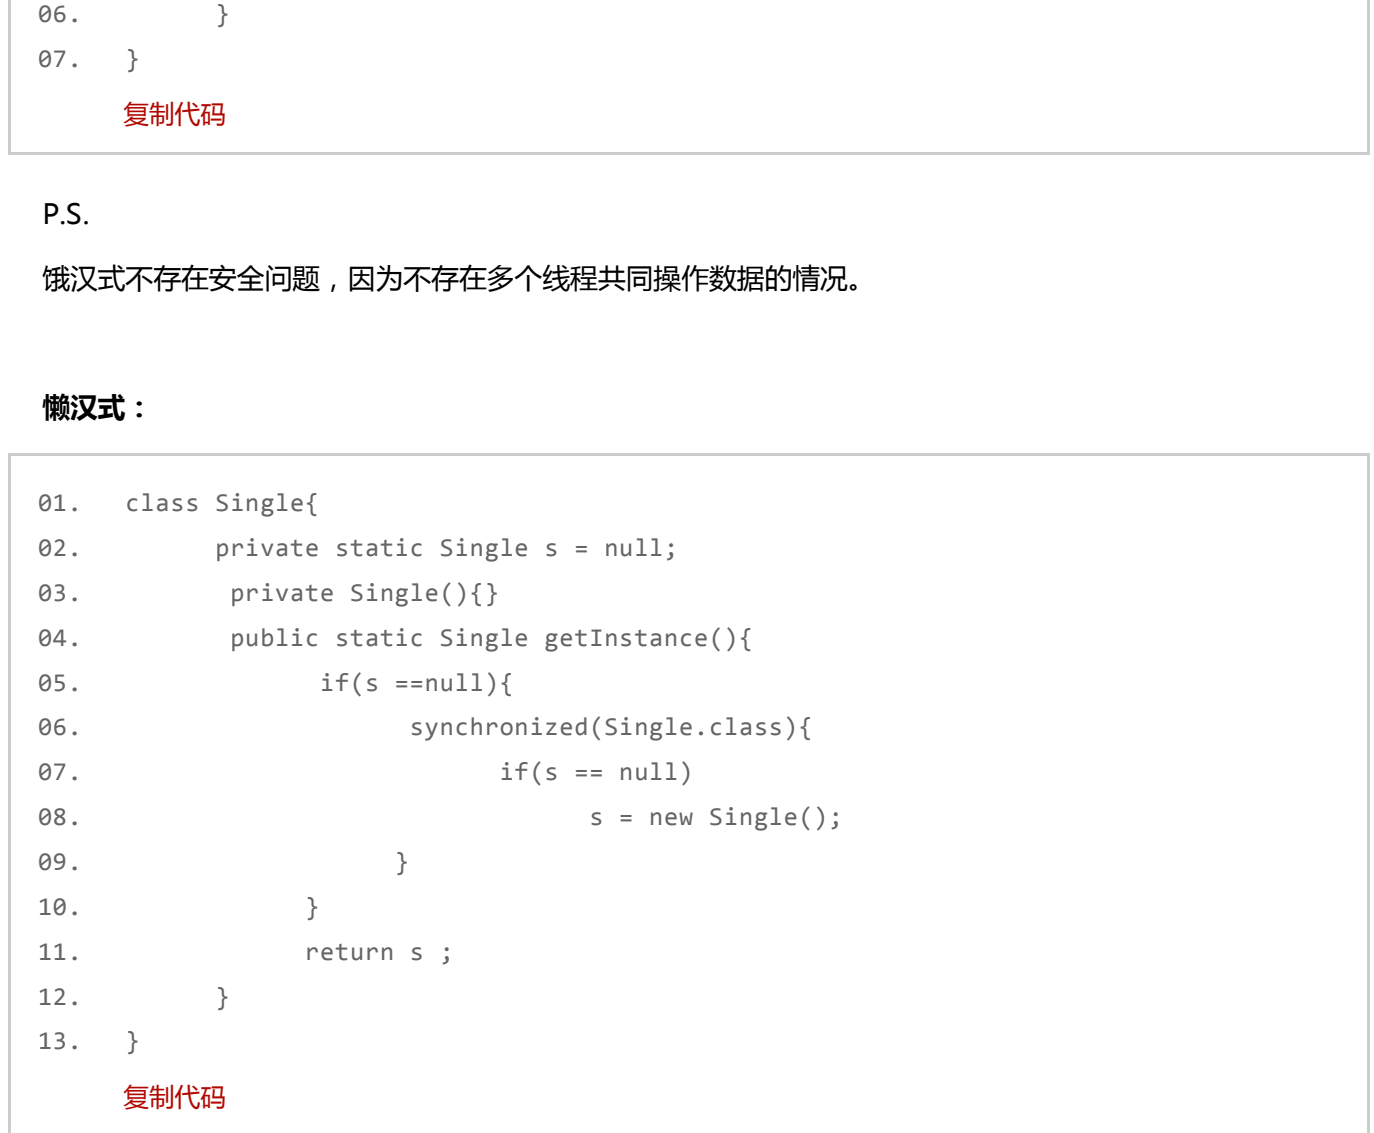 06.         }
07.   }
复制代码
P.S.
饿汉式不存在安全问题，因为不存在多个线程共同操作数据的情况。
懒汉式：
01.   class Single{
02.         private static Single s = null;
03.          private Single(){}
04.          public static Single getInstance(){
05.                if(s ==null){
06.                      synchronized(Single.class){
07.                            if(s == null)
08.                                  s = new Single();
09.                     }
10.               }
11.               return s ;
12.         }
13.   }
复制代码